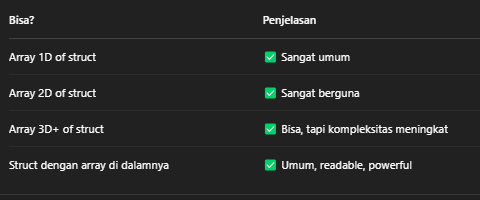 Bisa? Penjelasan
Array 1D of struct ✅ Sangat umum
Array 2D of struct ✅ Sangat berguna
Array 3D+ of struct ✅ Bisa, tapi kompleksitas meningkat
Struct dengan array di dalamnya ✅ Umum, readable, powerful